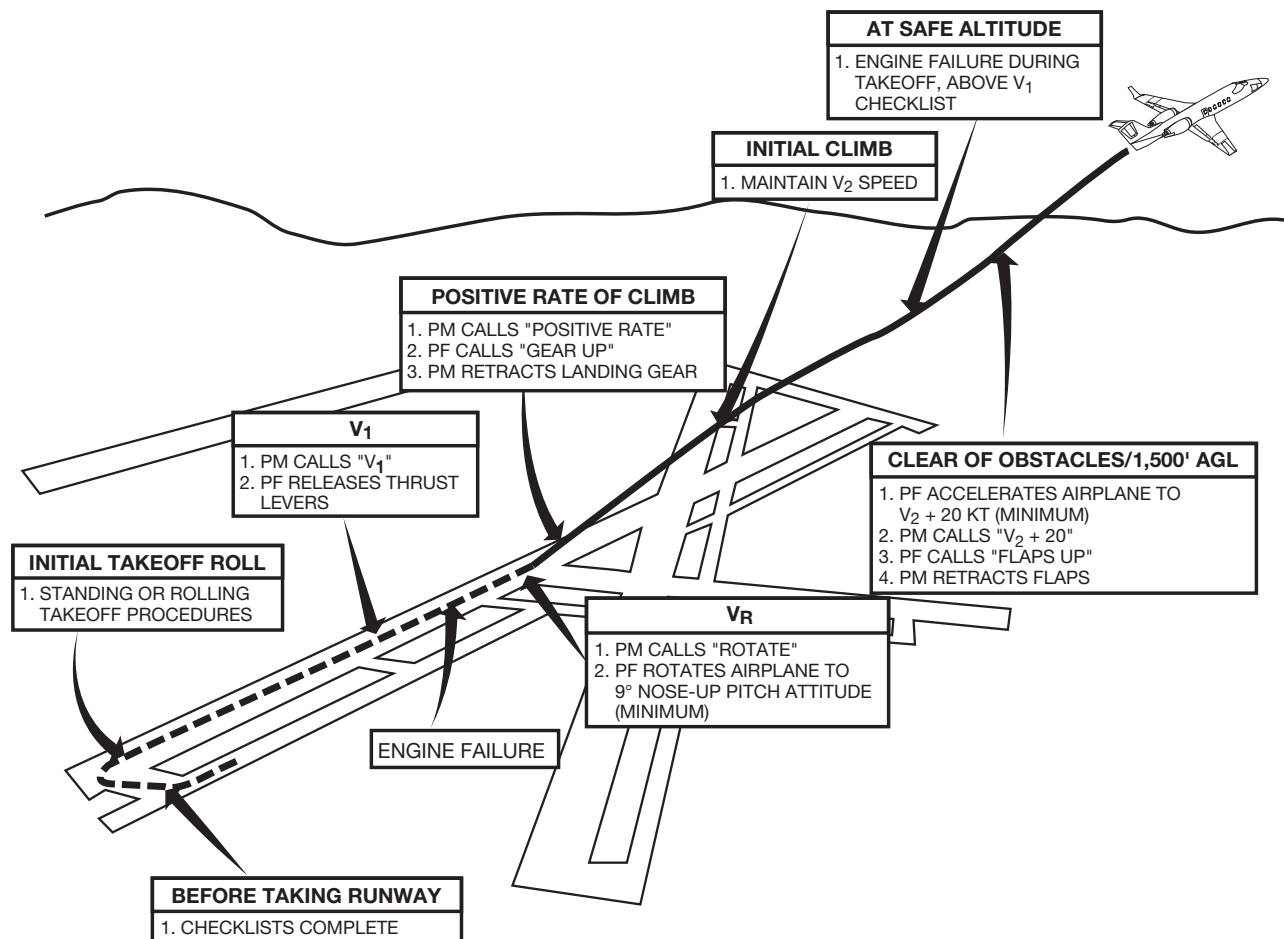 AT SAFE ALTITUDE
1. ENGINE FAILURE DURING
TAKEOFF, ABOVE V1
CHECKLIST
INITIAL CLIMB
1. MAINTAIN V2 SPEED
POSITIVE RATE OF CLIMB
1. PM CALLS "POSITIVE RATE"
2. PF CALLS "GEAR UP"
3. PM RETRACTS LANDING GEAR
V1
1. PM CALLS "V1"
2. PF RELEASES THRUST
LEVERS
CLEAR OF OBSTACLES/1,500' AGL
1. PF ACCELERATES AIRPLANE TO
V2 + 20 KT (MINIMUM)
2. PM CALLS "V2 + 20"
3. PF CALLS "FLAPS UP"
4. PM RETRACTS FLAPS
INITIAL TAKEOFF ROLL
1. STANDING OR ROLLING
TAKEOFF PROCEDURES
VR
1. PM CALLS "ROTATE"
2. PF ROTATES AIRPLANE TO
9° NOSE-UP PITCH ATTITUDE
(MINIMUM)
ENGINE FAILURE
BEFORE TAKING RUNWAY
1. CHECKLISTS COMPLETE